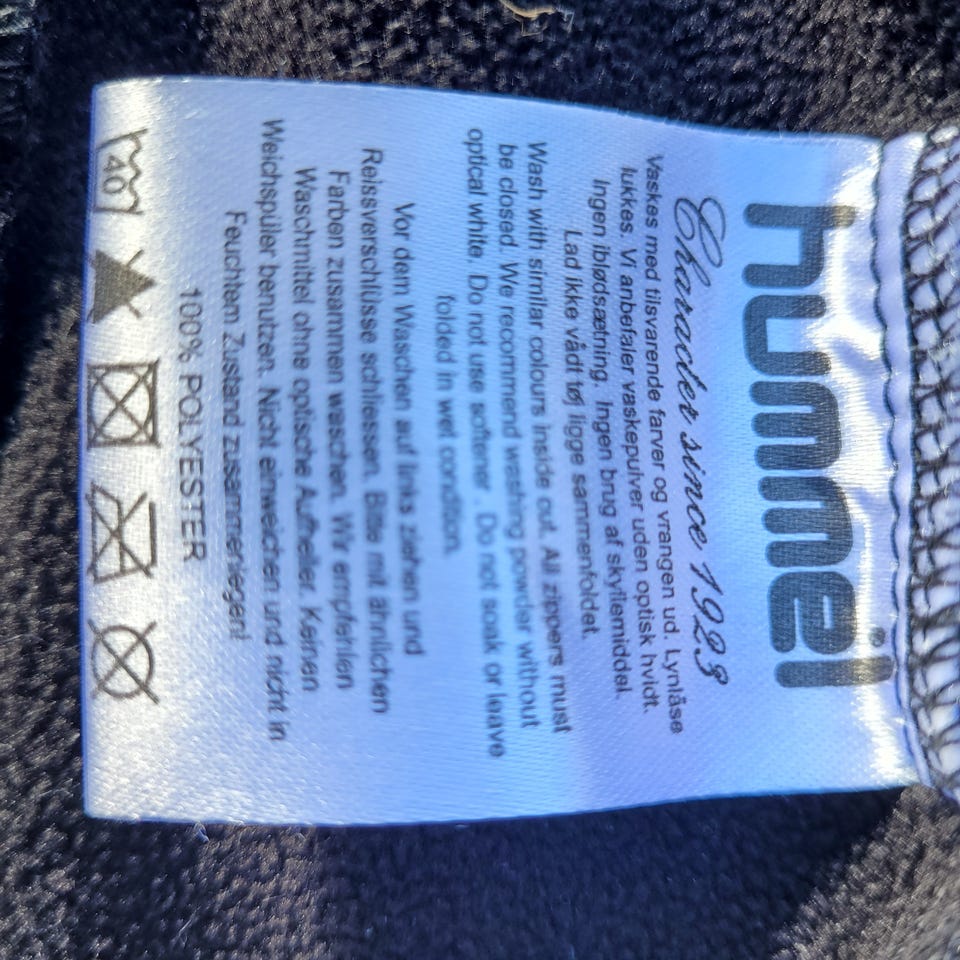 hummel
Character since 1923
Vaskes med tilsvarende farver og vrangen ud. Lynlåse
lukkes. Vi anbefaler vaskepulver uden optisk hvidt.
Ingen iblødsætning. Ingen brug af skyllemiddel.
Lad ikke vådt tøj ligge sammenfoldet.
Wash with similar colours inside out. All zippers must
be closed. We recommend washing powder without
optical white. Do not use softener. Do not soak or leave
folded in wet condition.
Vor dem Waschen auf links ziehen und
Reissverschlüsse schliessen. Bitte mit ähnlichen
Farben zusammen waschen. Wir empfehlen
Waschmittel ohne optische Aufheller. Keinen
Weichspüler benutzen. Nicht einweichen und nicht in
Feuchtem Zustand zusammenlegen!
100% POLYESTER
40